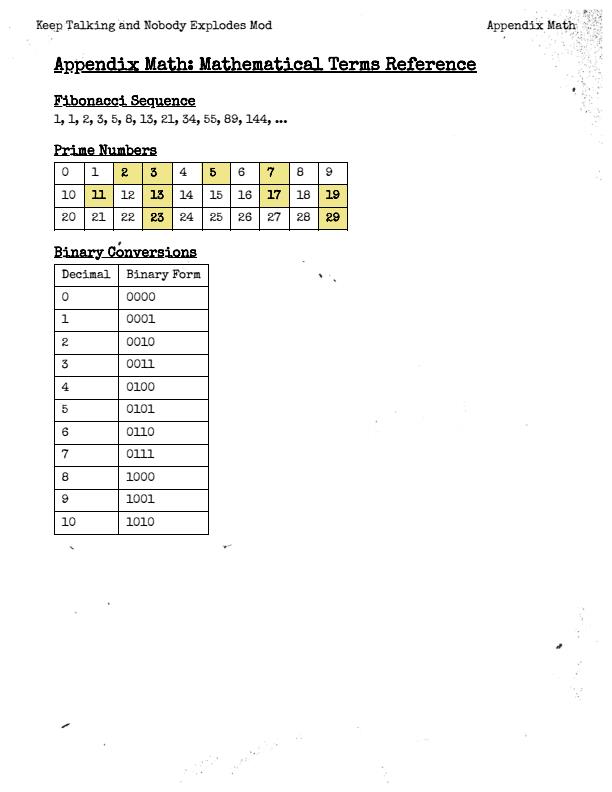 Keep Talking and Nobody Explodes Mod Appendix Math
Appendix Math: Mathematical Terms Reference
Fibonacci Sequence
1, 1, 2, 3, 5, 8, 13, 21, 34, 55, 89, 144, ...
Prime Numbers
0 1 2 3 4 5 6 7 8 9
10 11 12 13 14 15 16 17 18 19
20 21 22 23 24 25 26 27 28 29
Binary Conversions
Decimal Binary Form
0 0000
1 0001
2 0010
3 0011
4 0100
5 0101
6 0110
7 0111
8 1000
9 1001
10 1010